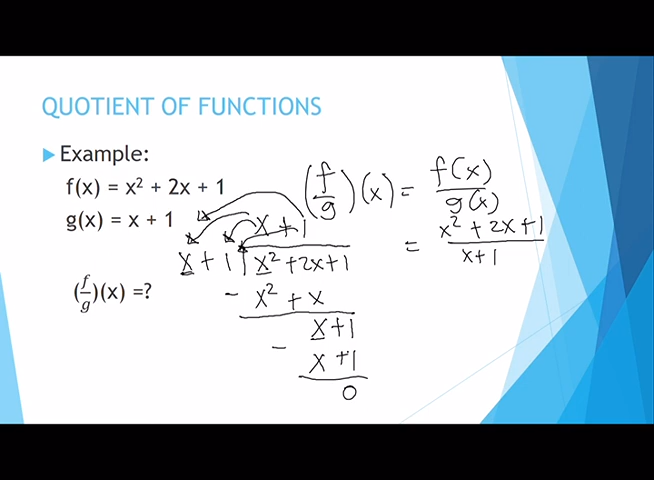 QUOTIENT OF FUNCTIONS
Example:
f(x) = x² + 2x + 1
g(x) = x + 1
(f/g)(x) =?
x + 1
x + 1 | x² + 2x + 1
- x² + x
x + 1
- x + 1
0
(f/g)(x) = f(x)/g(x)
= x² + 2x + 1 / x + 1